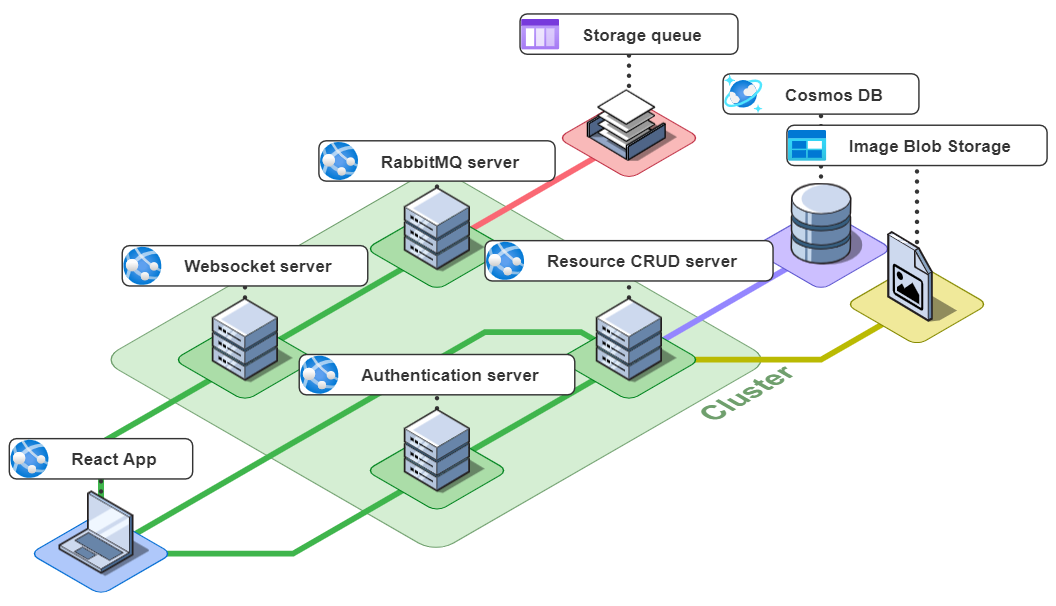 Storage queue
Cosmos DB
Image Blob Storage
RabbitMQ server
Websocket server
Resource CRUD server
Authentication server
Cluster
React App